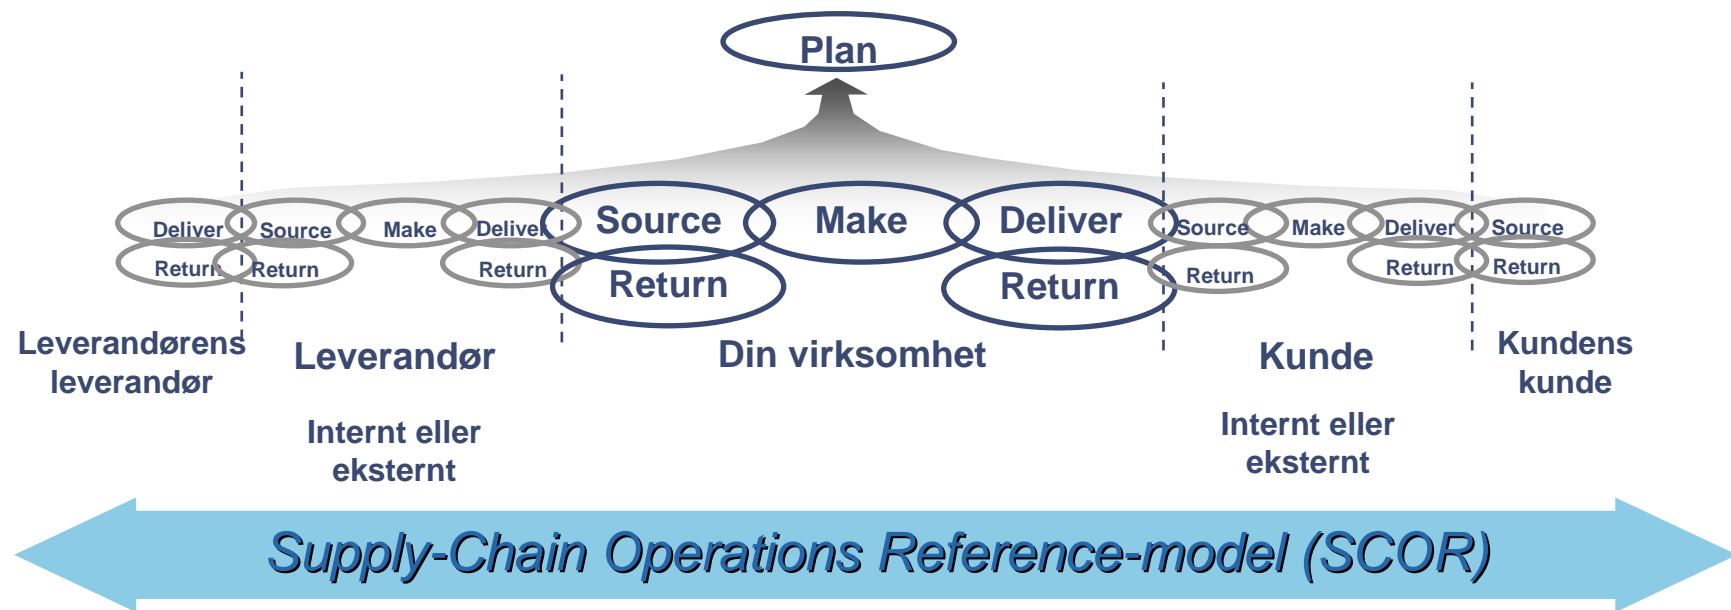 Plan
Deliver Source Make Deliver Source Make Deliver Source Make Deliver Source
Return Return Return Return Return Return Return Return
Leverandørens
leverandør
Leverandør
Internt eller
eksternt
Din virksomhet
Kunde
Internt eller
eksternt
Kundens
kunde
Supply-Chain Operations Reference-model (SCOR)